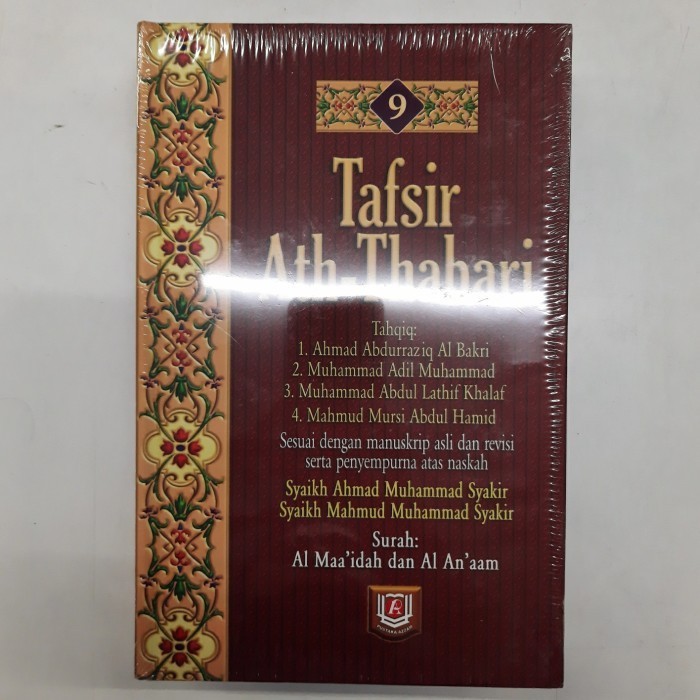 9
Tafsir
Ath-Thabari
Tahqiq:
1. Ahmad Abdurraziq Al Bakri
2. Muhammad Adil Muhammad
3. Muhammad Abdul Lathif Khalaf
4. Mahmud Mursi Abdul Hamid
Sesuai dengan manuskrip asli dan revisi
serta penyempurna atas naskah
Syaikh Ahmad Muhammad Syakir
Syaikh Mahmud Muhammad Syakir
Surah:
Al Maa'idah dan Al An'aam
PUSTAKA AZZAM